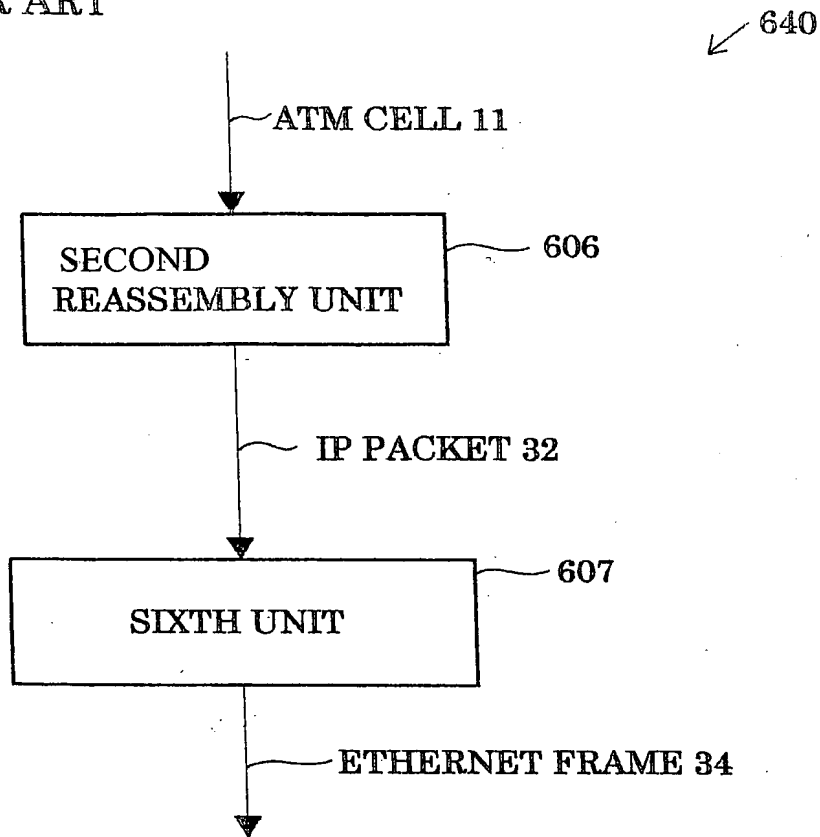 ART
640
ATM CELL 11
SECOND
REASSEMBLY UNIT
606
IP PACKET 32
607
SIXTH UNIT
ETHERNET FRAME 34